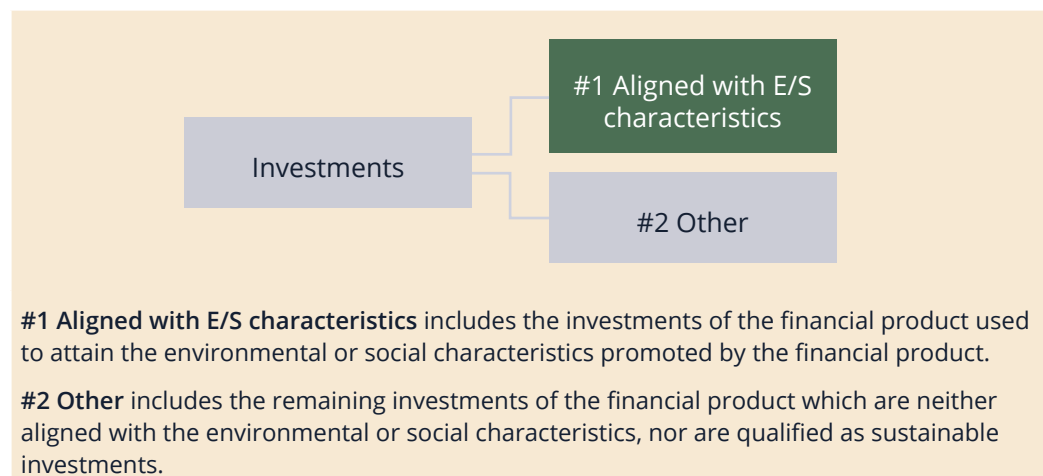 #1 Aligned with E/S
characteristics
Investments
#2 Other
#1 Aligned with E/S characteristics includes the investments of the financial product used
to attain the environmental or social characteristics promoted by the financial product.
#2 Other includes the remaining investments of the financial product which are neither
aligned with the environmental or social characteristics, nor are qualified as sustainable
investments.